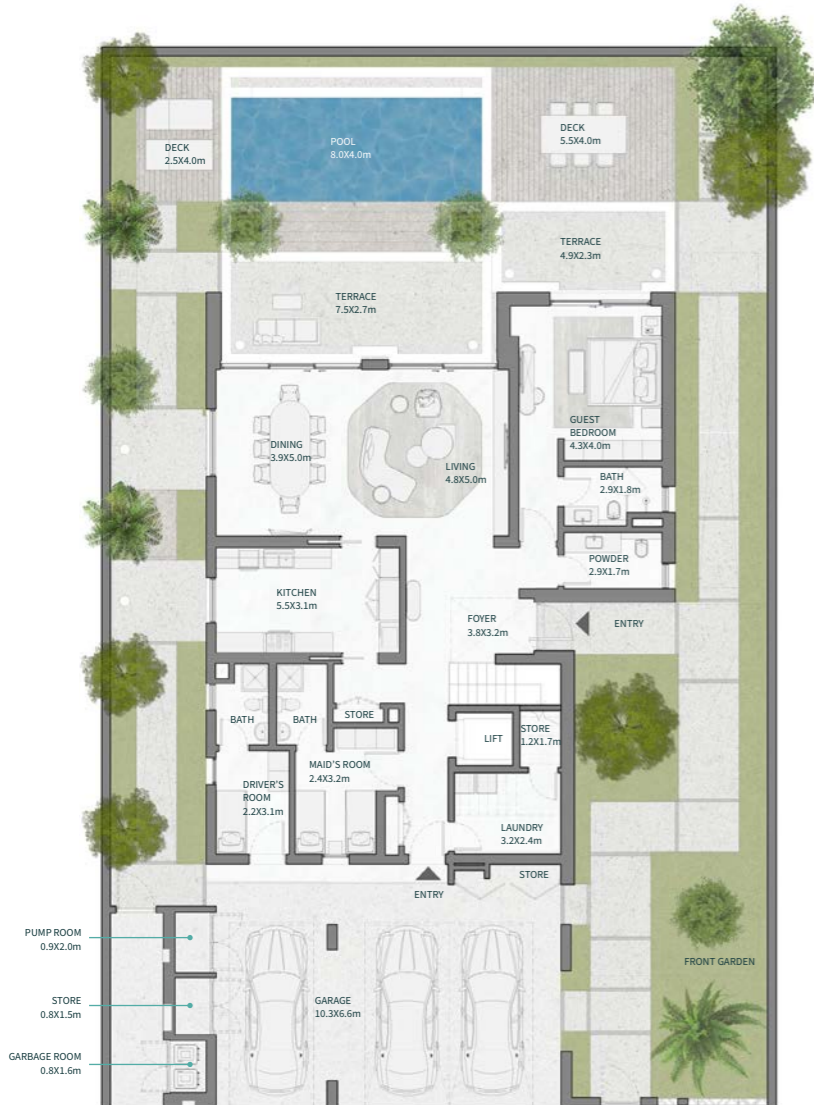 POOL
8.0X4.0m
DECK
2.5X4.0m
DECK
5.5X4.0m
TERRACE
4.9X2.3m
TERRACE
7.5X2.7m
GUEST
BEDROOM
4.3X4.0m
DINING
3.9X5.0m
LIVING
4.8X5.0m
BATH
2.9X1.8m
POWDER
2.9X1.7m
KITCHEN
5.5X3.1m
FOYER
3.8X3.2m
ENTRY
BATH
BATH
STORE
LIFT
STORE
1.2X1.7m
MAID'S ROOM
2.4X3.2m
DRIVER'S
ROOM
2.2X3.1m
LAUNDRY
3.2X2.4m
ENTRY
STORE
PUMP ROOM
0.9X2.0m
STORE
0.8X1.5m
GARBAGE ROOM
0.8X1.6m
GARAGE
10.3X6.6m
FRONT GARDEN